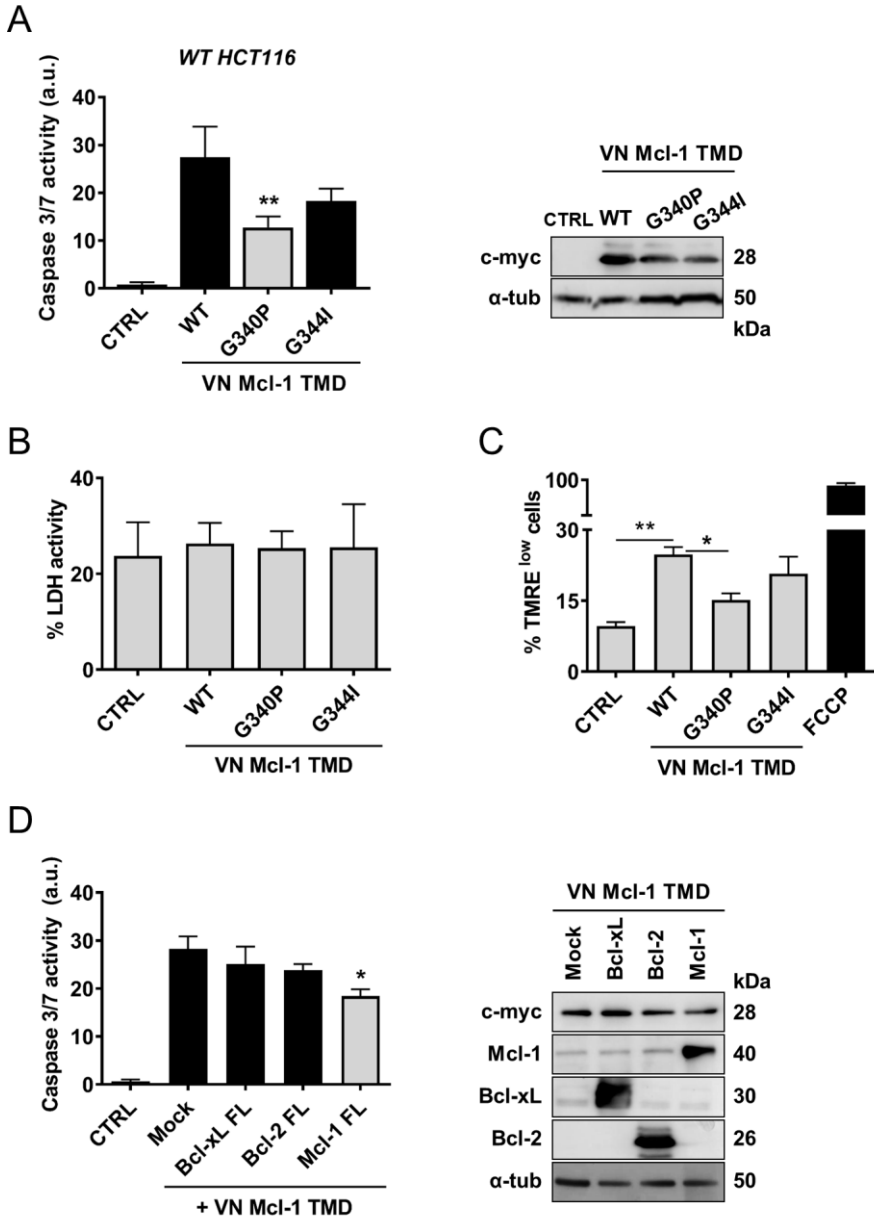 A
WT HCT116
Caspase 3/7 activity (a.u.)
40
30
20
10
0
**
CTRL
WT
G340P
G344I
VN Mcl-1 TMD
VN Mcl-1 TMD
CTRL WT G340P G344I
c-myc 28
α-tub 50
kDa
B
% LDH activity
40
20
0
CTRL
WT
G340P
G344I
VN Mcl-1 TMD
C
% TMRE low cells
100
30
15
0
** *
CTRL
WT
G340P
G344I
FCCP
VN Mcl-1 TMD
D
Caspase 3/7 activity (a.u.)
40
30
20
10
0
*
CTRL
Mock
Bcl-xL FL
Bcl-2 FL
Mcl-1 FL
+ VN Mcl-1 TMD
VN Mcl-1 TMD
Mock Bcl-xL Bcl-2 Mcl-1
kDa
c-myc 28
Mcl-1 40
Bcl-xL 30
Bcl-2 26
α-tub 50